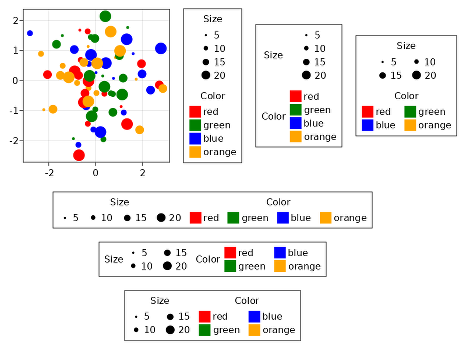 2
1
0
-1
-2
-2
0
2
Size
5
10
15
20
Color
red
green
blue
orange
Size
5
10
15
20
Color
red
green
blue
orange
5 10
15 20
red green
blue orange
Size Color
5 10 15 20 red green blue orange
Size 5 15 Color red blue
10 20 green orange
Size Color
5 15 red blue
10 20 green orange